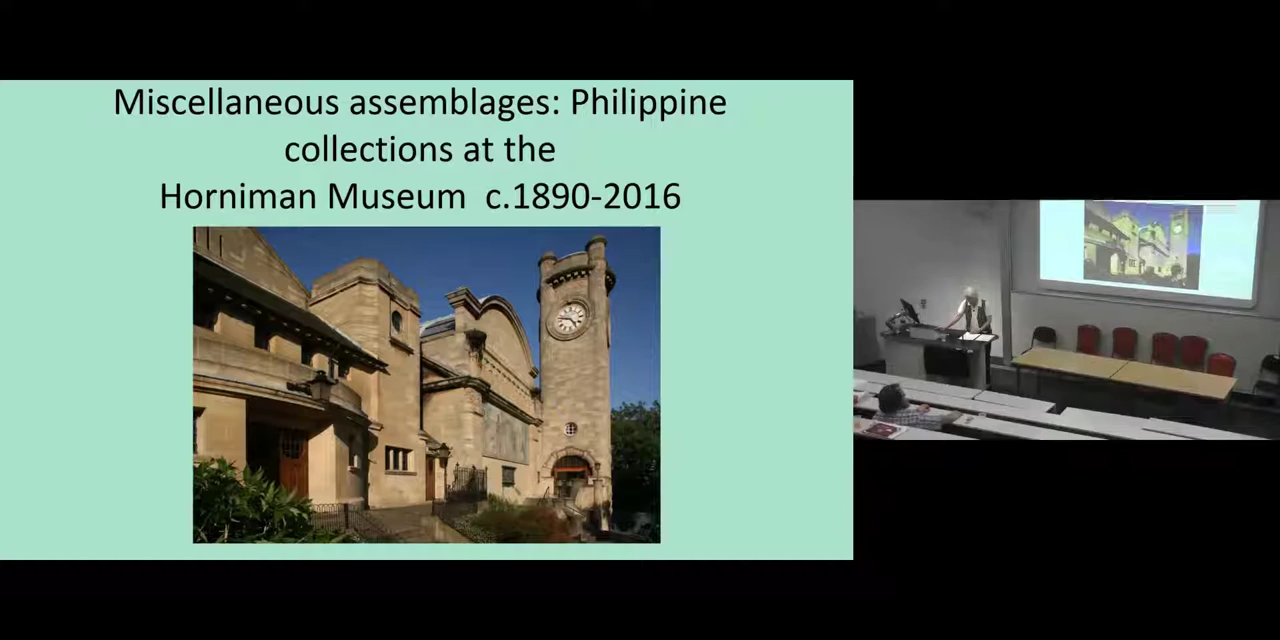 Miscellaneous assemblages: Philippine
collections at the
Horniman Museum c.1890-2016